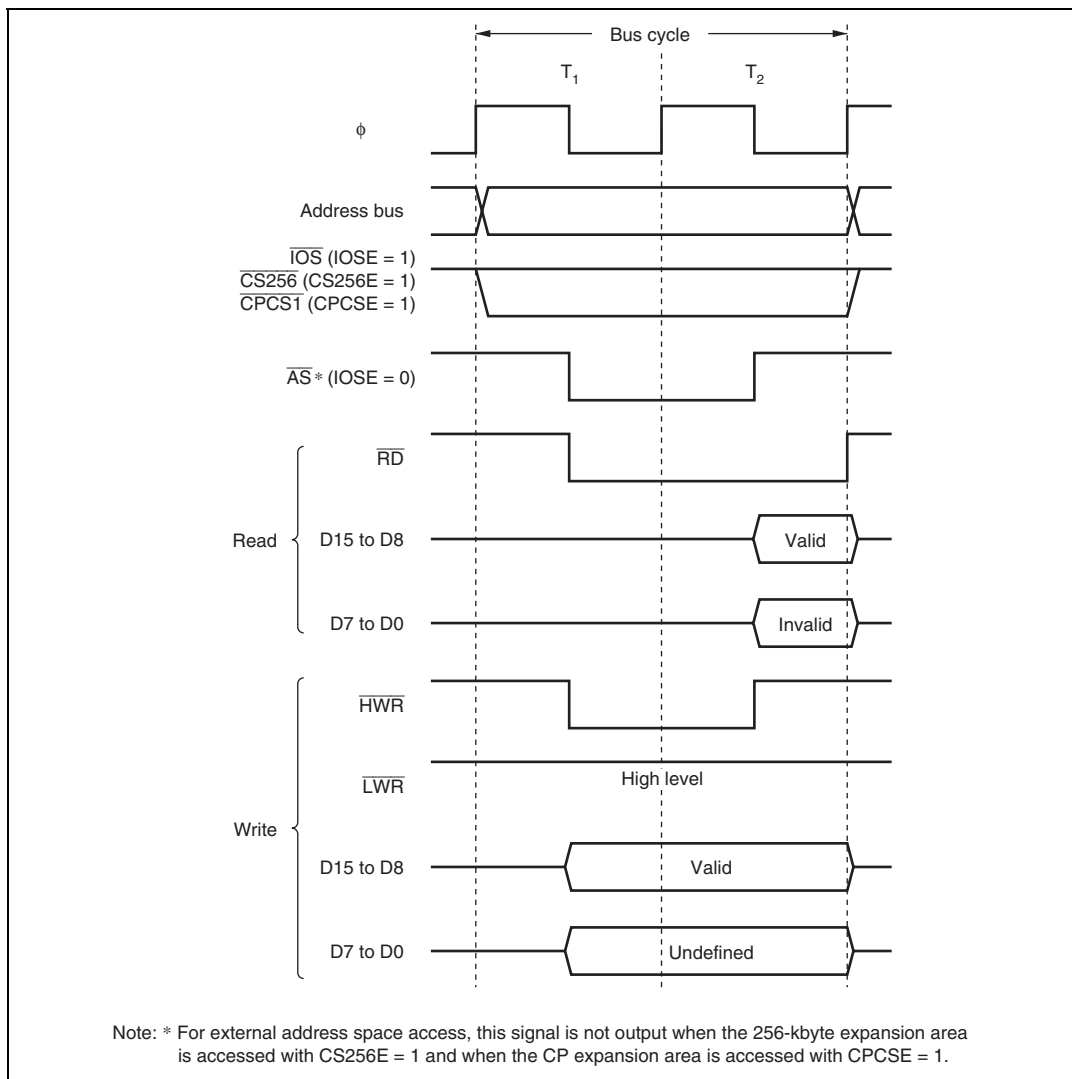 Bus cycle
T1 T2
φ
Address bus
IOS (IOSE = 1)
CS256 (CS256E = 1)
CPCS1 (CPCSE = 1)
AS * (IOSE = 0)
RD
Read
D15 to D8 Valid
D7 to D0 Invalid
HWR
LWR High level
Write
D15 to D8 Valid
D7 to D0 Undefined
Note: * For external address space access, this signal is not output when the 256-kbyte expansion area
is accessed with CS256E = 1 and when the CP expansion area is accessed with CPCSE = 1.